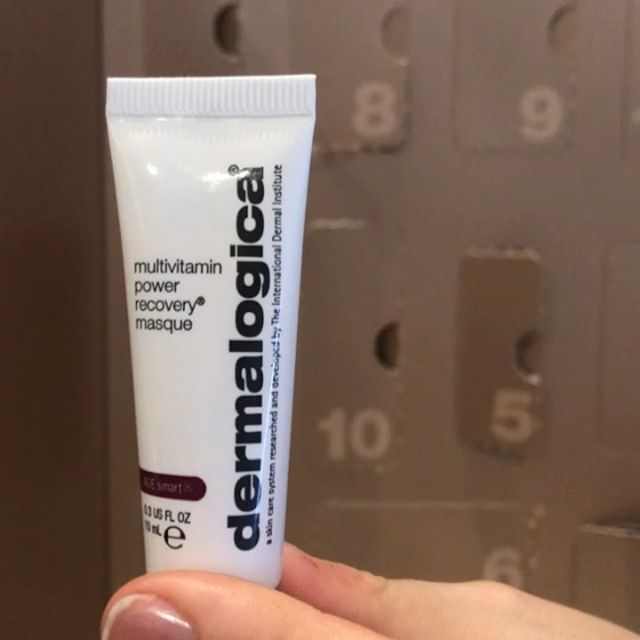 multivitamin
power
recovery®
masque
dermalogica®
a skin care system researched and developed by The International Dermal Institute
AGE smart®
0.3 US FL OZ
10 mL e
8
9
10
5
6